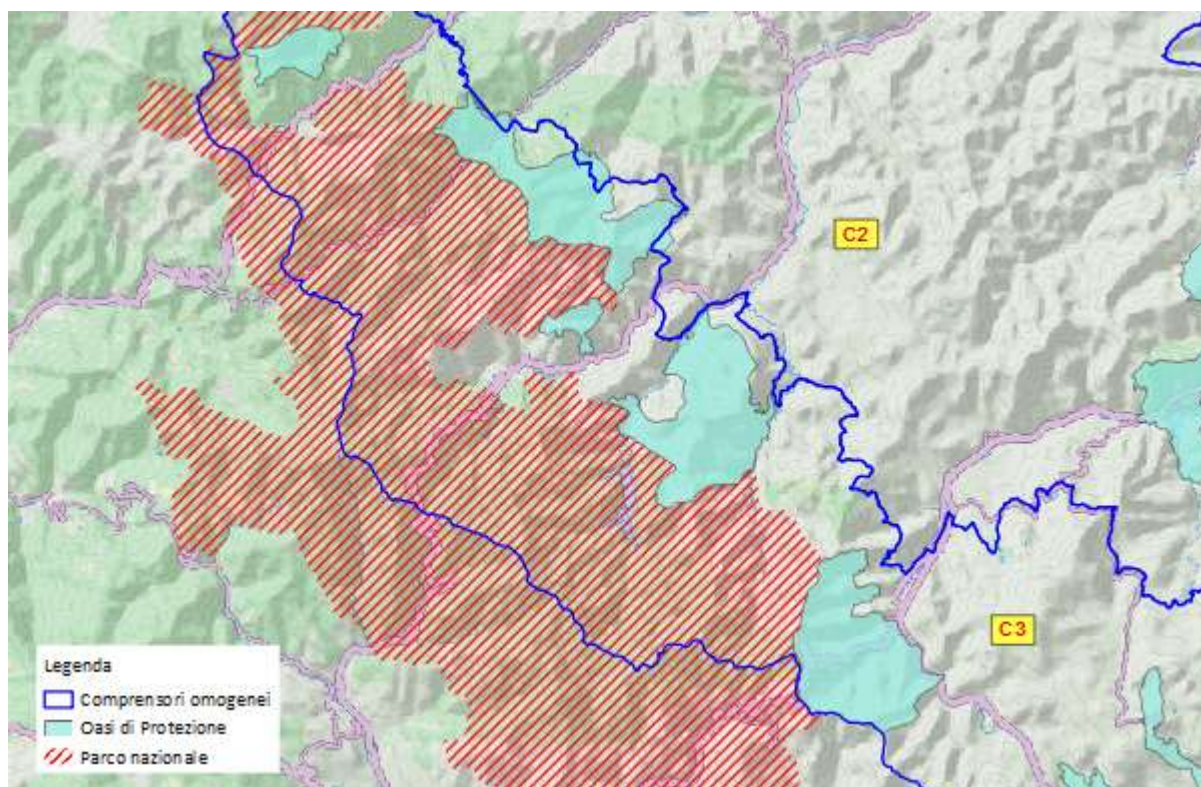 C2
C3
Legenda
Comprensori omogenei
Oasi di Protezione
Parco nazionale